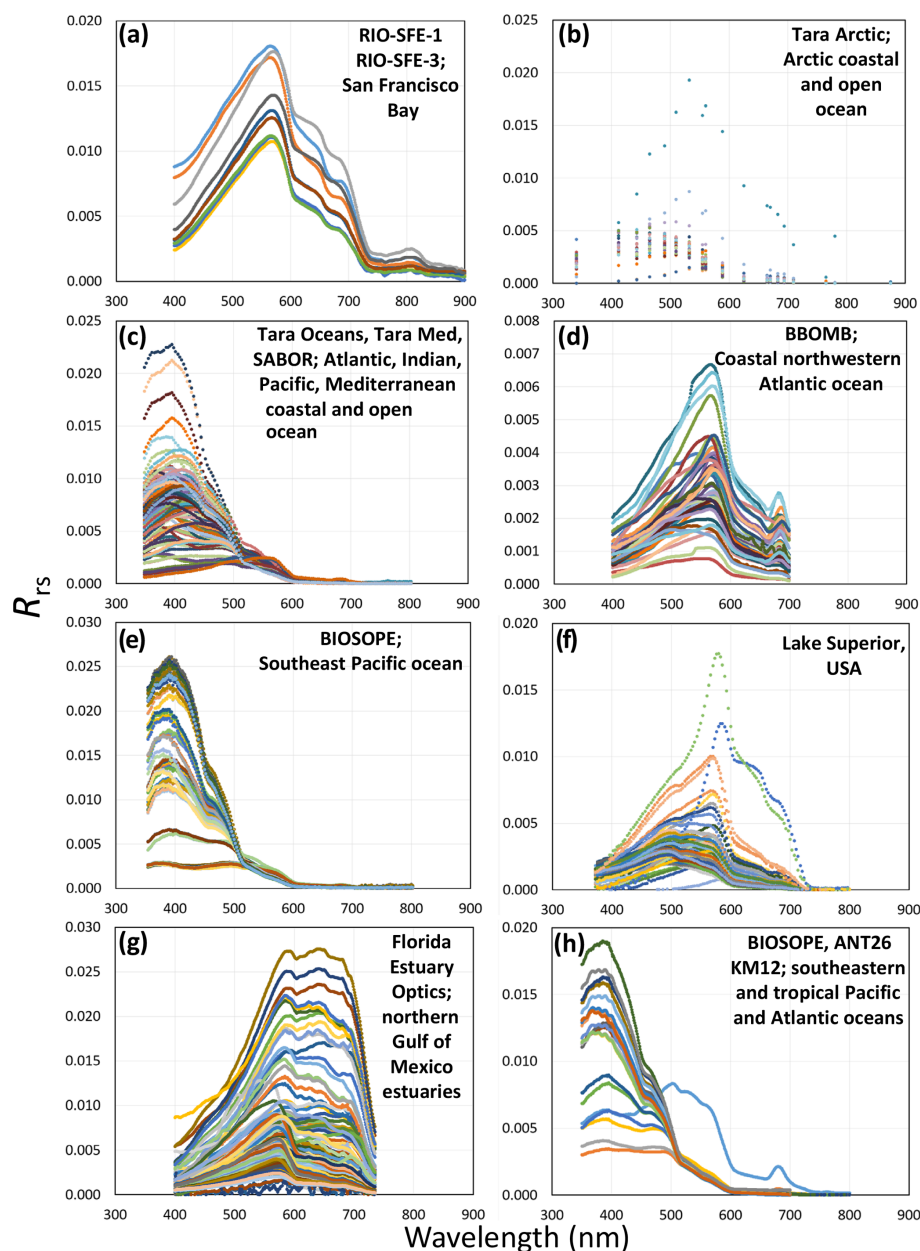 (a)
RIO-SFE-1
RIO-SFE-3;
San Francisco
Bay
0.020
0.015
0.010
0.005
0.000
300 400 500 600 700 800 900
(b)
Tara Arctic;
Arctic coastal
and open
ocean
0.025
0.020
0.015
0.010
0.005
0.000
300 400 500 600 700 800 900
(c)
Tara Oceans, Tara Med,
SABOR; Atlantic, Indian,
Pacific, Mediterranean
coastal and open
ocean
0.025
0.020
0.015
0.010
0.005
0.000
300 400 500 600 700 800 900
(d)
BBOMB;
Coastal northwestern
Atlantic ocean
0.008
0.007
0.006
0.005
0.004
0.003
0.002
0.001
0.000
300 400 500 600 700 800 900
Rrs
(e)
BIOSOPE;
Southeast Pacific ocean
0.030
0.025
0.020
0.015
0.010
0.005
0.000
300 400 500 600 700 800 900
(f)
Lake Superior,
USA
0.020
0.015
0.010
0.005
0.000
300 400 500 600 700 800 900
(g)
Florida
Estuary
Optics;
northern
Gulf of
Mexico
estuaries
0.030
0.025
0.020
0.015
0.010
0.005
0.000
300 400 500 600 700 800 900
(h)
BIOSOPE, ANT26
KM12; southeastern
and tropical Pacific
and Atlantic oceans
0.020
0.015
0.010
0.005
0.000
300 400 500 600 700 800 900
Wavelength (nm)